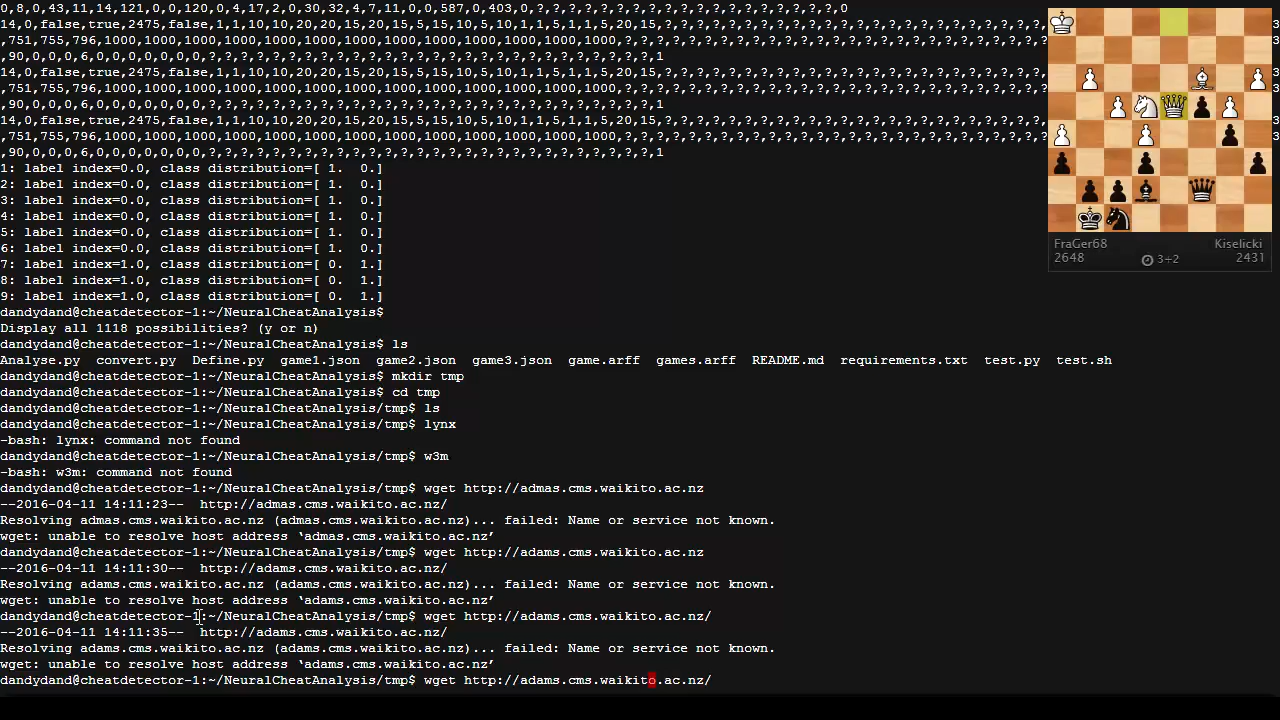 0,8,0,43,11,14,121,0,0,120,0,4,17,2,0,30,32,4,7,11,0,0,587,0,403,0,?,?,?,?,?,?,?,?,?,?,?,?,?,?,?,?,?,?,?,0
14,0,false,true,2475,false,1,1,10,10,20,20,15,20,15,15,10,5,10,1,1,5,1,1,5,20,15,?,?,?,?,?,?,?,?,?,?,?,?,?,?,?,?,?,?,?,?,?,?,?,3
,751,755,796,1000,1000,1000,1000,1000,1000,1000,1000,1000,1000,1000,1000,?,?,?,?,?,?,?,?,?,?,?,?,?,?,?,?,?,?,?,?,?,?,?,?,?,?,?,3
,90,0,0,0,6,0,0,0,0,0,0,0,?,?,?,?,?,?,?,?,?,?,?,?,?,?,?,?,?,?,?,?,?,?,?,?,?,?,?,?,1
14,0,false,true,2475,false,1,1,10,10,20,20,15,20,15,15,10,5,10,1,1,5,1,1,5,20,15,?,?,?,?,?,?,?,?,?,?,?,?,?,?,?,?,?,?,?,?,?,?,?,3
,751,755,796,1000,1000,1000,1000,1000,1000,1000,1000,1000,1000,1000,1000,?,?,?,?,?,?,?,?,?,?,?,?,?,?,?,?,?,?,?,?,?,?,?,?,?,?,?,3
,90,0,0,0,6,0,0,0,0,0,0,0,?,?,?,?,?,?,?,?,?,?,?,?,?,?,?,?,?,?,?,?,?,?,?,?,?,?,?,?,1
14,0,false,true,2475,false,1,1,10,10,20,20,15,20,15,15,10,5,10,1,1,5,1,1,5,20,15,?,?,?,?,?,?,?,?,?,?,?,?,?,?,?,?,?,?,?,?,?,?,?,3
,751,755,796,1000,1000,1000,1000,1000,1000,1000,1000,1000,1000,1000,1000,?,?,?,?,?,?,?,?,?,?,?,?,?,?,?,?,?,?,?,?,?,?,?,?,?,?,?,3
,90,0,0,0,6,0,0,0,0,0,0,0,?,?,?,?,?,?,?,?,?,?,?,?,?,?,?,?,?,?,?,?,?,?,?,?,?,?,?,?,1
1: label index=0.0, class distribution=[ 1.  0.]
2: label index=0.0, class distribution=[ 1.  0.]
3: label index=0.0, class distribution=[ 1.  0.]
4: label index=0.0, class distribution=[ 1.  0.]
5: label index=0.0, class distribution=[ 1.  0.]
6: label index=0.0, class distribution=[ 1.  0.]
7: label index=1.0, class distribution=[ 0.  1.]
8: label index=1.0, class distribution=[ 0.  1.]
9: label index=1.0, class distribution=[ 0.  1.]
dandydand@cheatdetector-1:~/NeuralCheatAnalysis$
Display all 1118 possibilities? (y or n)
dandydand@cheatdetector-1:~/NeuralCheatAnalysis$ ls
Analyse.py  convert.py  Define.py  game1.json  game2.json  game3.json  game.arff  games.arff  README.md  requirements.txt  test.py  test.sh
dandydand@cheatdetector-1:~/NeuralCheatAnalysis$ mkdir tmp
dandydand@cheatdetector-1:~/NeuralCheatAnalysis$ cd tmp
dandydand@cheatdetector-1:~/NeuralCheatAnalysis/tmp$ ls
dandydand@cheatdetector-1:~/NeuralCheatAnalysis/tmp$ lynx
-bash: lynx: command not found
dandydand@cheatdetector-1:~/NeuralCheatAnalysis/tmp$ w3m
-bash: w3m: command not found
dandydand@cheatdetector-1:~/NeuralCheatAnalysis/tmp$ wget http://admas.cms.waikito.ac.nz
--2016-04-11 14:11:23--  http://admas.cms.waikito.ac.nz/
Resolving admas.cms.waikito.ac.nz (admas.cms.waikito.ac.nz)... failed: Name or service not known.
wget: unable to resolve host address ‘admas.cms.waikito.ac.nz’
dandydand@cheatdetector-1:~/NeuralCheatAnalysis/tmp$ wget http://adams.cms.waikito.ac.nz
--2016-04-11 14:11:30--  http://adams.cms.waikito.ac.nz/
Resolving adams.cms.waikito.ac.nz (adams.cms.waikito.ac.nz)... failed: Name or service not known.
wget: unable to resolve host address ‘adams.cms.waikito.ac.nz’
dandydand@cheatdetector-1:~/NeuralCheatAnalysis/tmp$ wget http://adams.cms.waikito.ac.nz/
--2016-04-11 14:11:35--  http://adams.cms.waikito.ac.nz/
Resolving adams.cms.waikito.ac.nz (adams.cms.waikito.ac.nz)... failed: Name or service not known.
wget: unable to resolve host address ‘adams.cms.waikito.ac.nz’
dandydand@cheatdetector-1:~/NeuralCheatAnalysis/tmp$ wget http://adams.cms.waikito.ac.nz/
FraGer68 Kiselicki
2648 3+2 2431